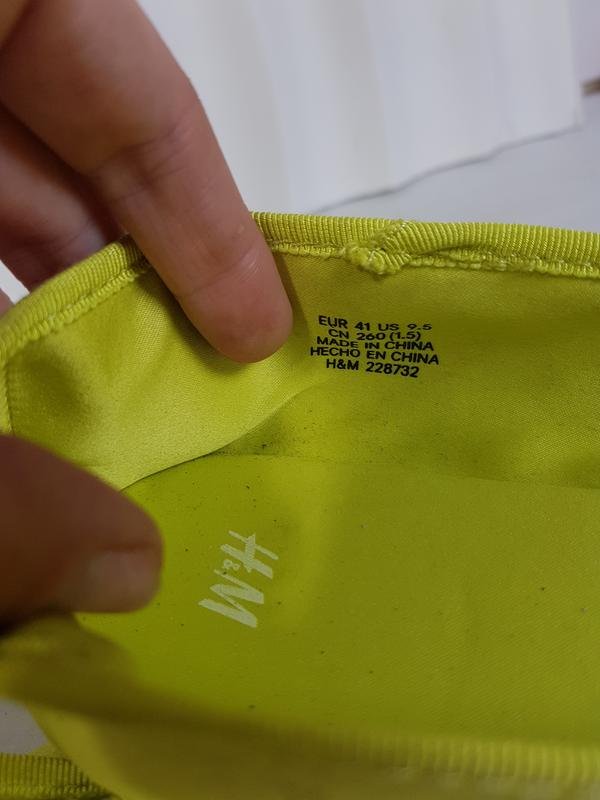 EUR 41 US 9.5
CN 260 (1.5)
MADE IN CHINA
HECHO EN CHINA
H&M 228732
H&M